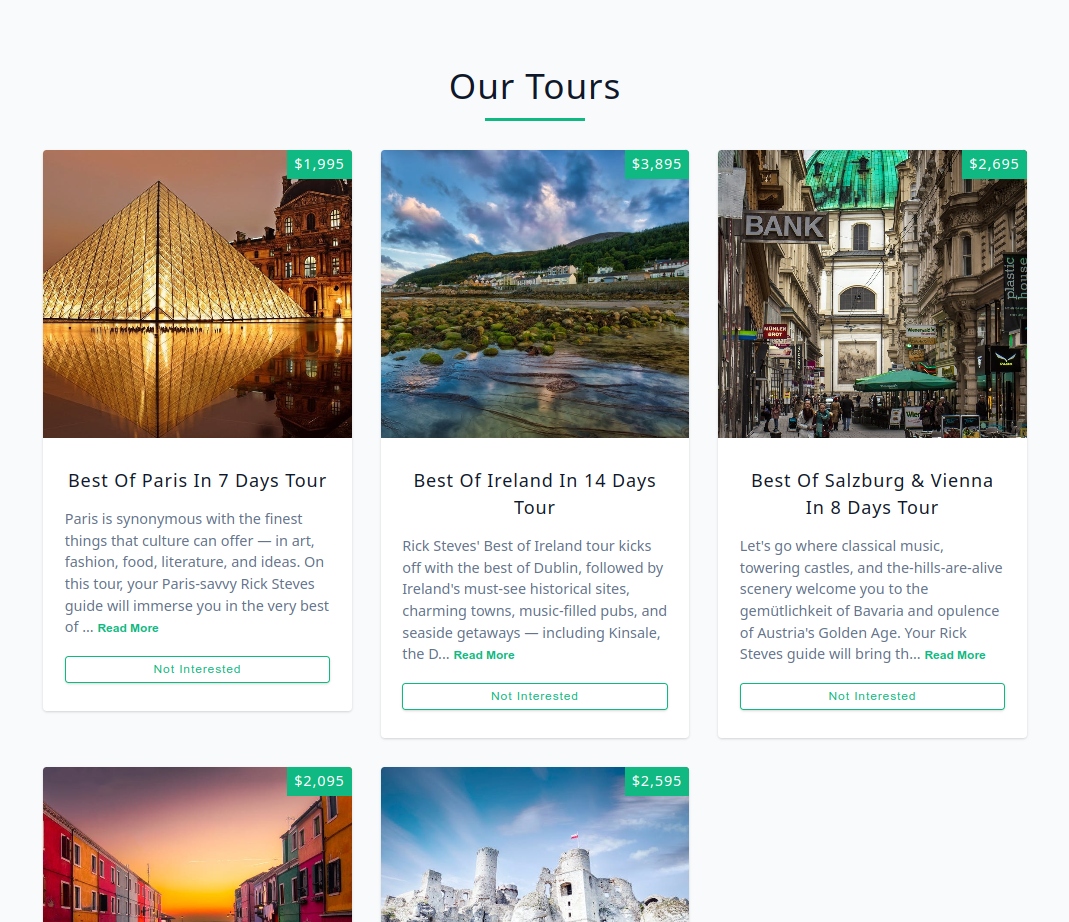 Our Tours
$1,995
$3,895
$2,695
BANK
plastic
house
MÜHLER
BROT
Best Of Paris In 7 Days Tour
Paris is synonymous with the finest
things that culture can offer — in art,
fashion, food, literature, and ideas. On
this tour, your Paris-savvy Rick Steves
guide will immerse you in the very best
of ... Read More
Not Interested
Best Of Ireland In 14 Days
Tour
Rick Steves' Best of Ireland tour kicks
off with the best of Dublin, followed by
Ireland's must-see historical sites,
charming towns, music-filled pubs, and
seaside getaways — including Kinsale,
the D... Read More
Not Interested
Best Of Salzburg & Vienna
In 8 Days Tour
Let's go where classical music,
towering castles, and the-hills-are-alive
scenery welcome you to the
gemütlichkeit of Bavaria and opulence
of Austria's Golden Age. Your Rick
Steves guide will bring th... Read More
Not Interested
$2,095
$2,595